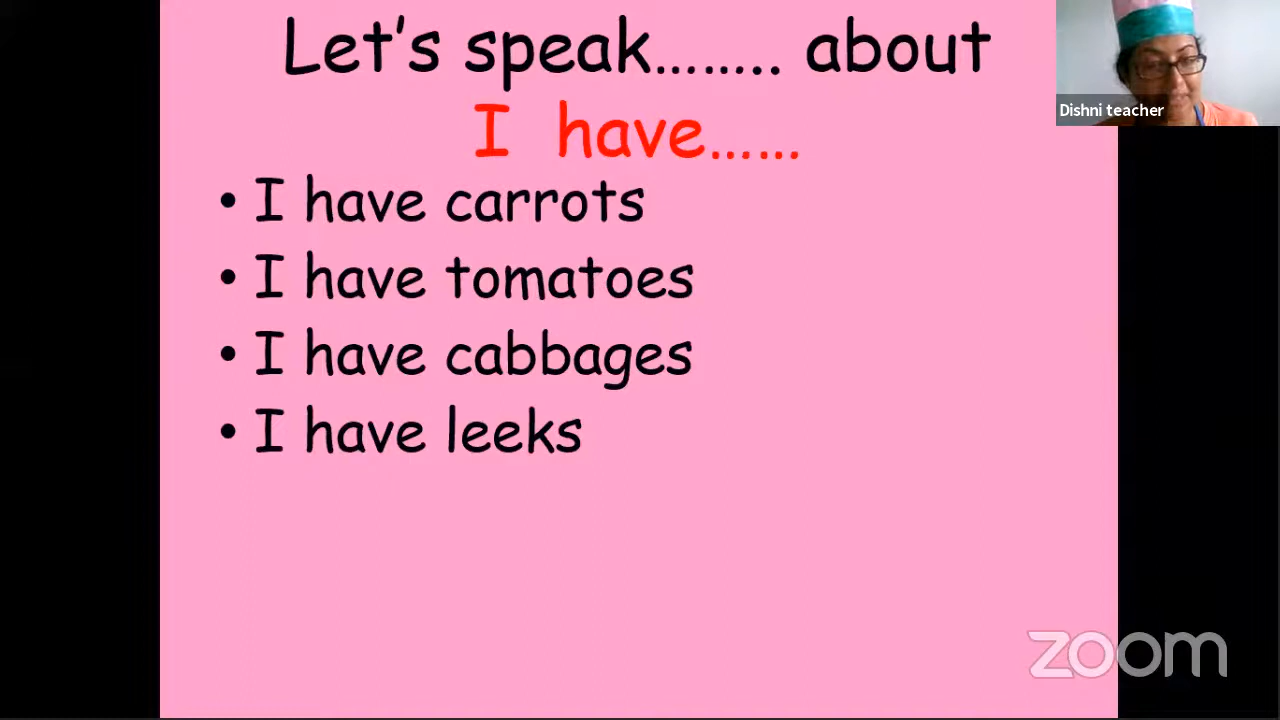 Let's speak…….. about
I have……
• I have carrots
• I have tomatoes
• I have cabbages
• I have leeks
Dishni teacher
zoom